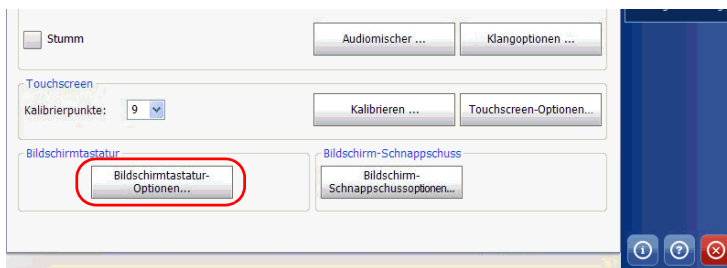 Stumm
Audiomischer ...
Klangoptionen ...
Touchscreen
Kalibrierpunkte:
9
Kalibrieren ...
Touchscreen-Optionen...
Bildschirmtastatur
Bildschirm-Schnappschuss
Bildschirmtastatur-
Optionen...
Bildschirm-
Schnappschussoptionen...